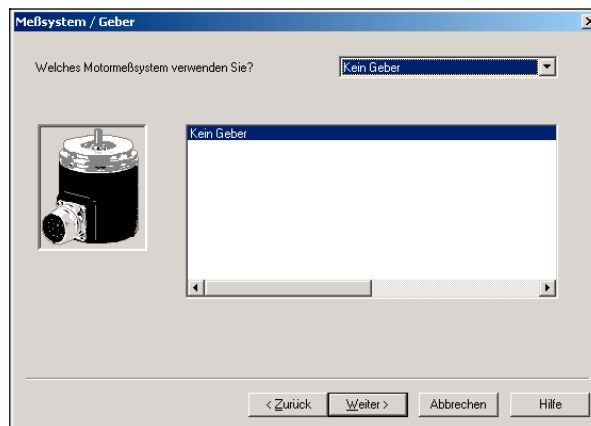 Meßsystem / Geber
Welches Motormeßsystem verwenden Sie?
Kein Geber
Kein Geber
< Zurück
Weiter >
Abbrechen
Hilfe